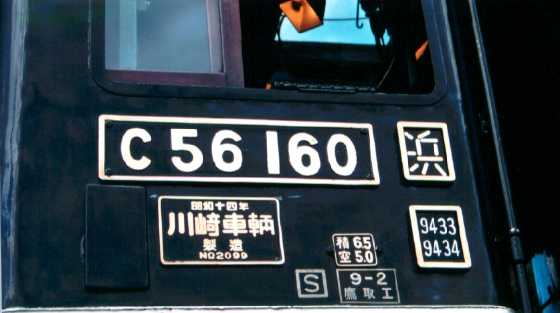 C 56 160
浜
昭和十四年
川崎車輌
製造
NO2099
9433
9434
積 6.5
空 5.0
S
9-2
鷹取工